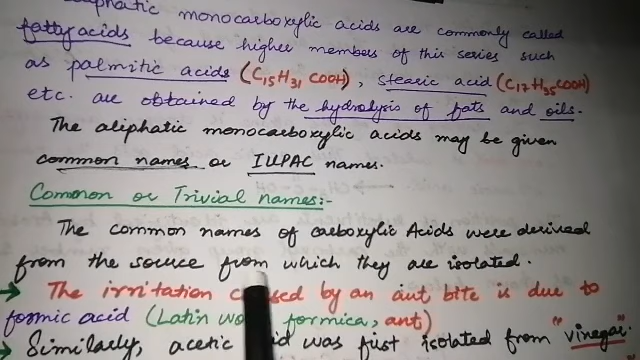 aliphatic monocarboxylic acids are commonly called
fatty acids because higher members of this series such
as palmitic acids (C15H31 COOH), stearic acid (C17H35COOH)
etc. are obtained by the hydrolysis of fats and oils.
The aliphatic monocarboxylic acids may be given
common names or IUPAC names.
Common or Trivial names:-
The common names of carboxylic Acids were derived
from the source from which they are isolated.
→ The irritation caused by an ant bite is due to
formic acid (Latin formica, ant)
→ Similarly, acetic was first isolated from "vinegar"